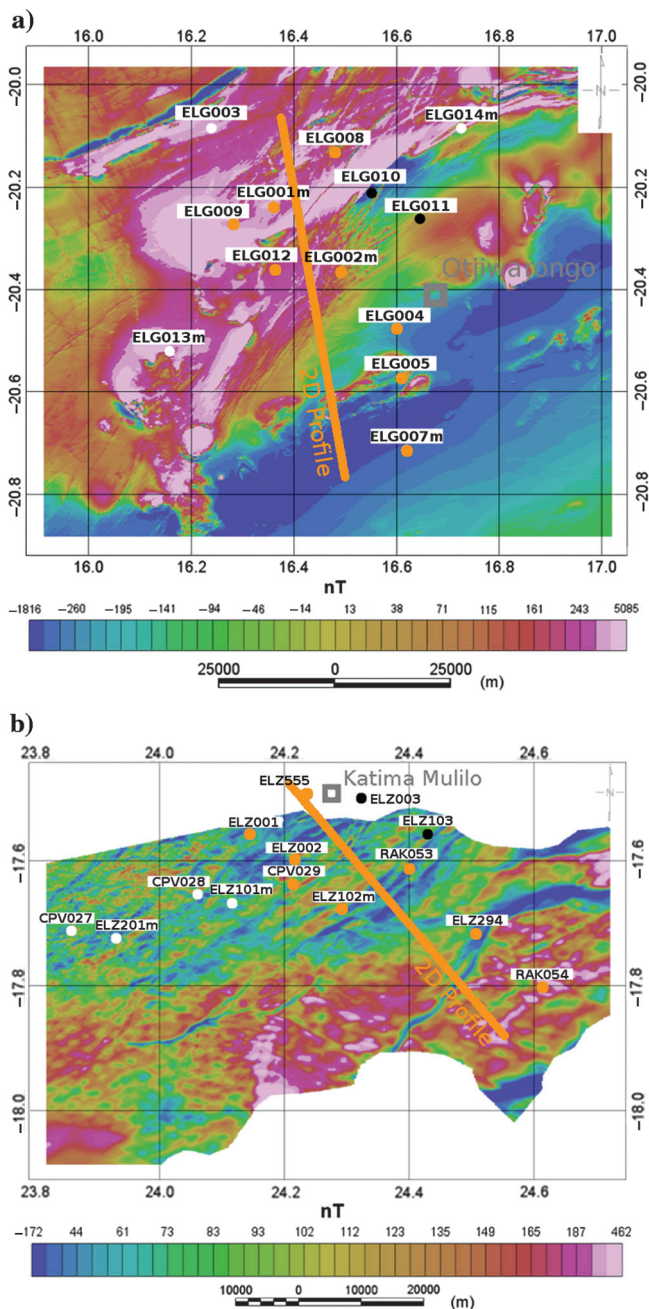 a)
16.0 16.2 16.4 16.6 16.8 17.0
−20.0 −20.0
N
ELG003 ELG014m
ELG008
−20.2 ELG010 −20.2
ELG001m
ELG009 ELG011
ELG012 ELG002m Otjiwarongo
−20.4 −20.4
ELG004
ELG013m
ELG005
−20.6 2D Profile −20.6
ELG007m
−20.8 −20.8
16.0 16.2 16.4 16.6 16.8 17.0
nT
−1816 −260 −195 −141 −94 −46 −14 13 38 71 115 161 243 5085
25000 0 25000 (m)
b)
23.8 24.0 24.2 24.4 24.6
ELZ555 Katima Mulilo
N
ELZ003
ELZ001 ELZ103
ELZ002 RAK053
−17.6 −17.6
CPV029
CPV028 ELZ101m
ELZ102m
CPV027 ELZ201m ELZ294
RAK054
−17.8 −17.8
2D Profile
−18.0 −18.0
23.8 24.0 24.2 24.4 24.6
nT
−172 44 61 73 83 93 102 112 123 135 149 165 187 462
10000 0 10000 20000 (m)